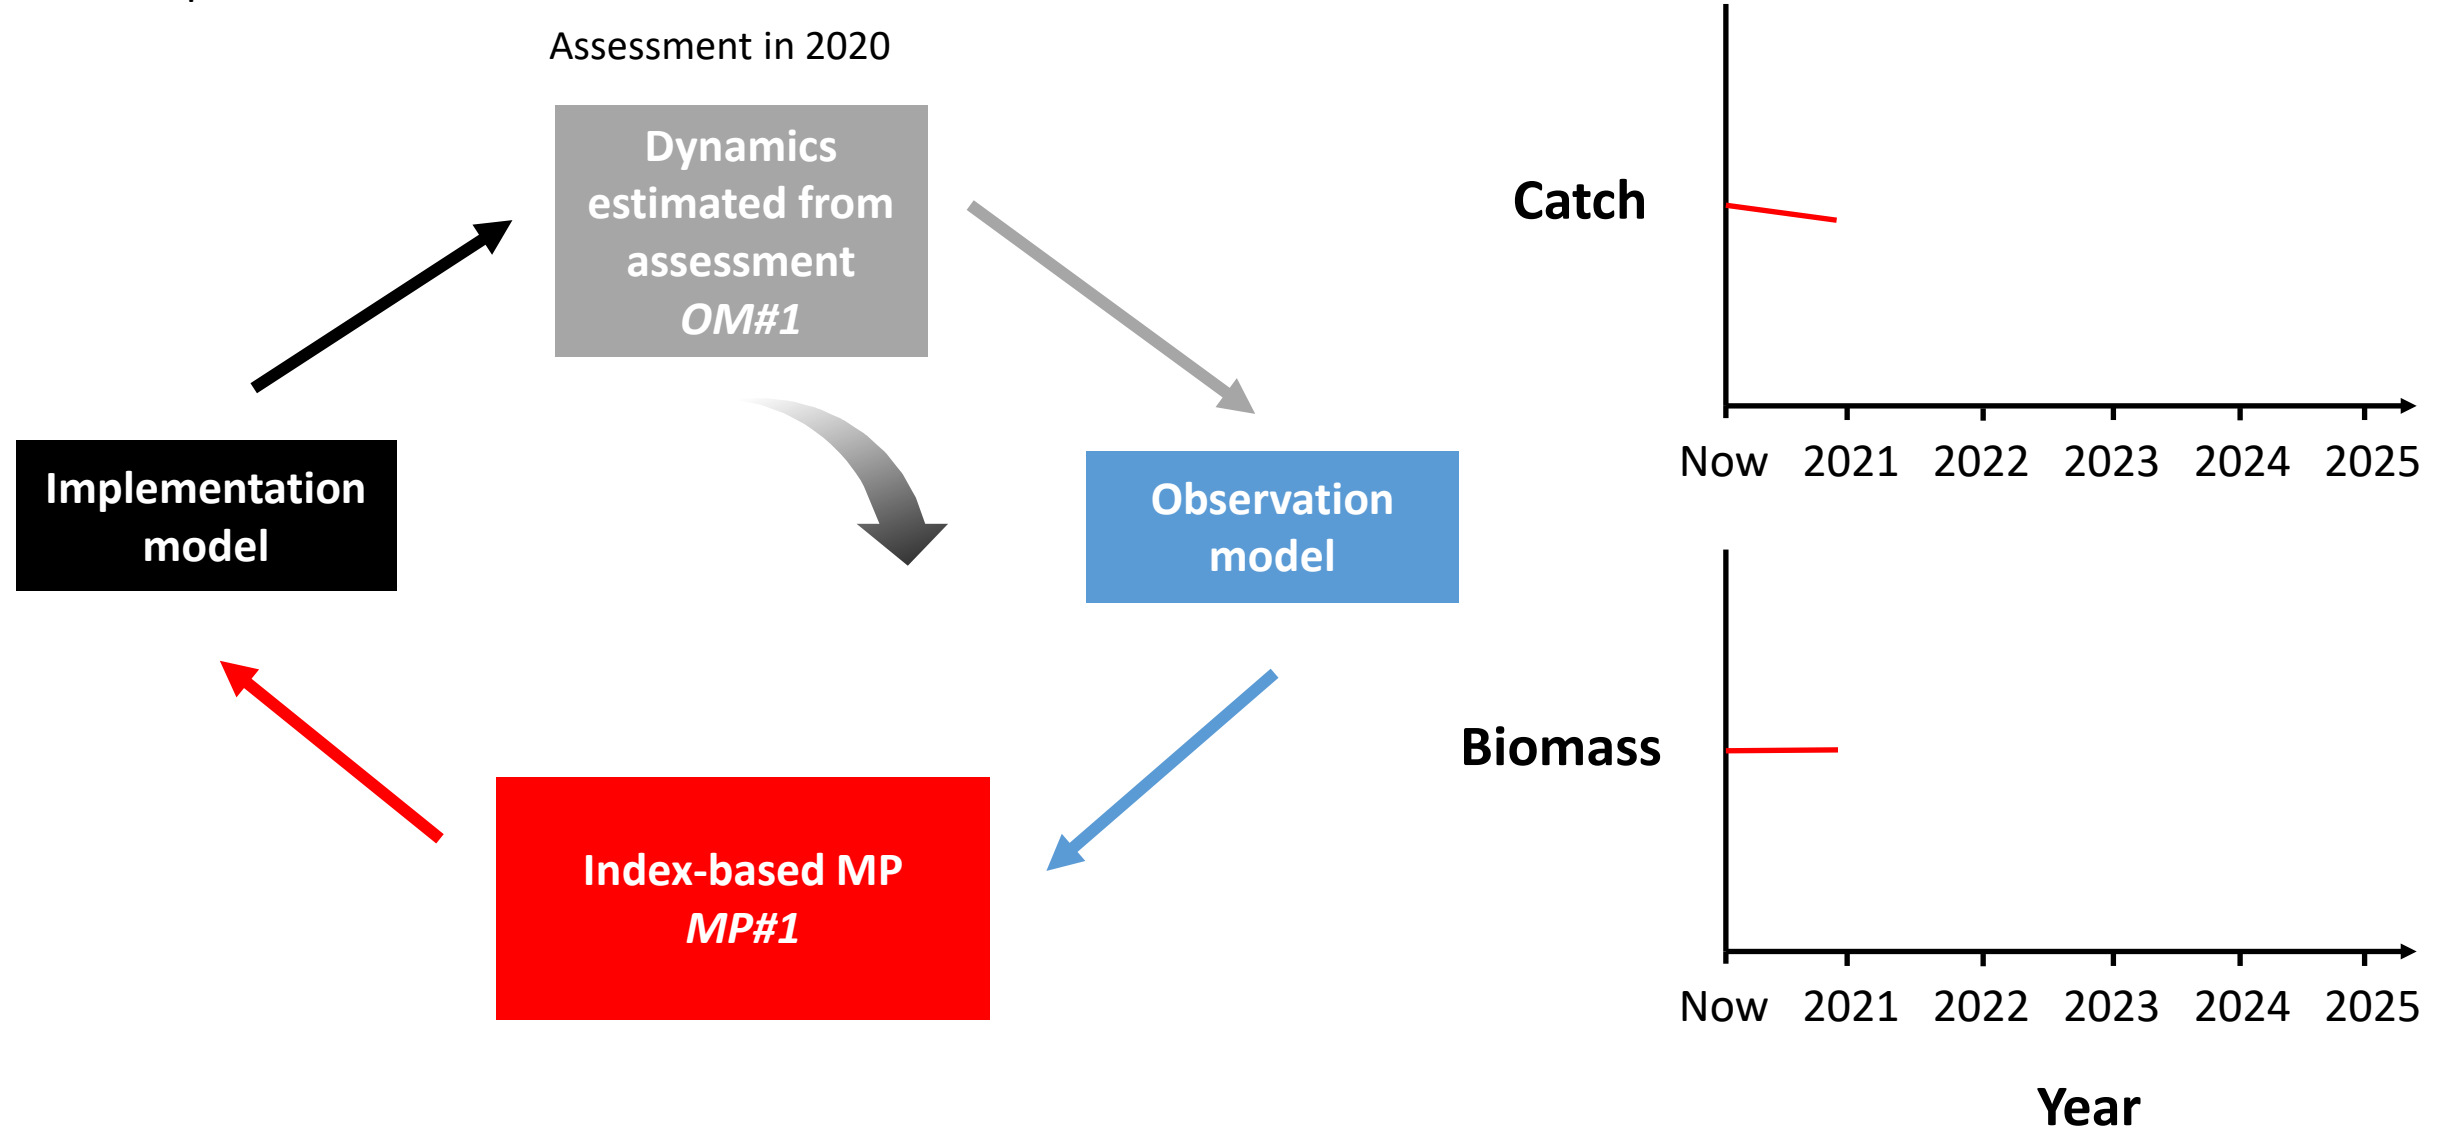 Assessment in 2020
Dynamics
estimated from
assessment
OM#1
Implementation
model
Observation
model
Index-based MP
MP#1
Catch
Now 2021 2022 2023 2024 2025
Biomass
Now 2021 2022 2023 2024 2025
Year